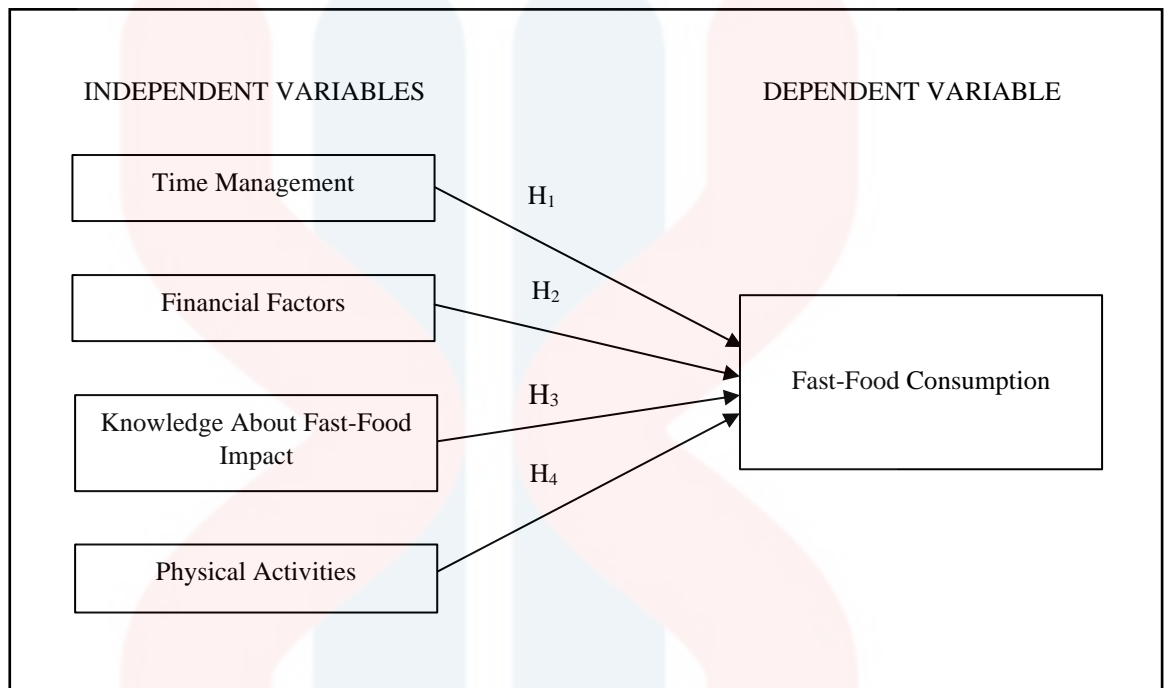 INDEPENDENT VARIABLES
DEPENDENT VARIABLE
Time Management
H₁
Financial Factors
H₂
Fast-Food Consumption
Knowledge About Fast-Food
Impact
H₃
H₄
Physical Activities